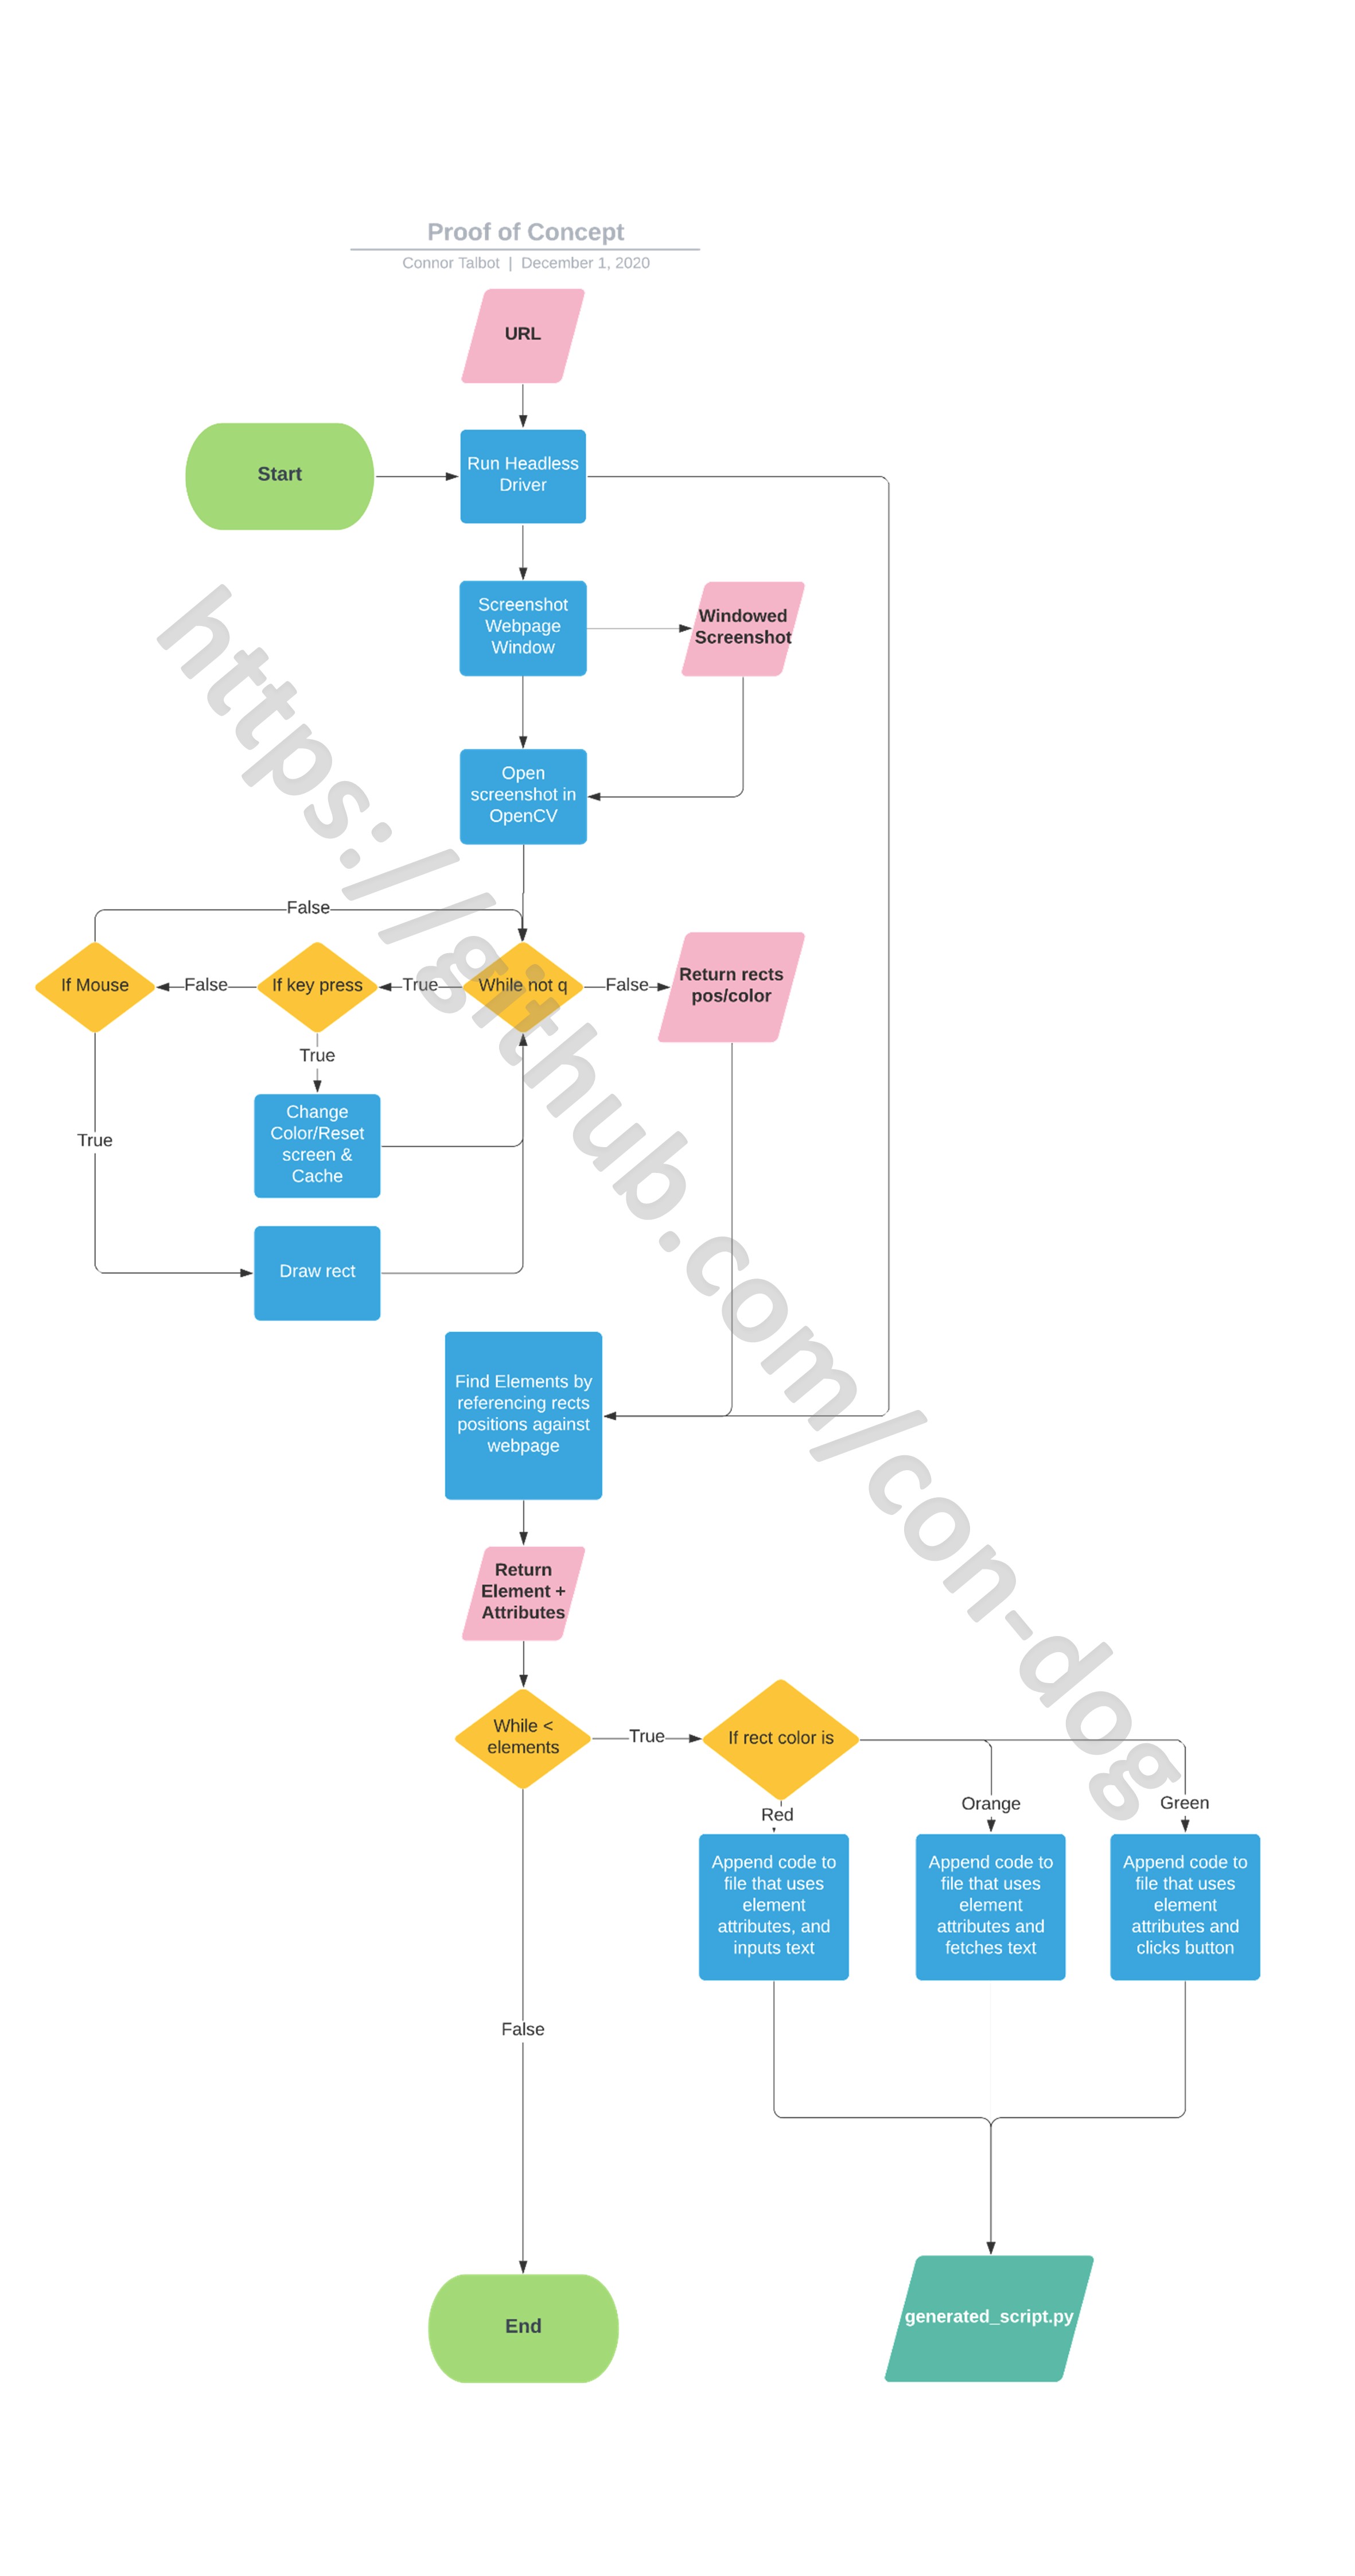 Proof of Concept
Connor Talbot | December 1, 2020
URL
Start
Run Headless
Driver
Screenshot
Webpage
Window
Windowed
Screenshot
Open
screenshot in
OpenCV
False
If Mouse
False
If key press
True
While not q
False
Return rects
pos/color
True
Change
Color/Reset
screen &
Cache
True
Draw rect
Find Elements by
referencing rects
positions against
webpage
Return
Element +
Attributes
While <
elements
True
If rect color is
Red
Orange
Green
Append code to
file that uses
element
attributes, and
inputs text
Append code to
file that uses
element
attributes and
fetches text
Append code to
file that uses
element
attributes and
clicks button
False
End
generated_script.py
https://github.com/con-dog